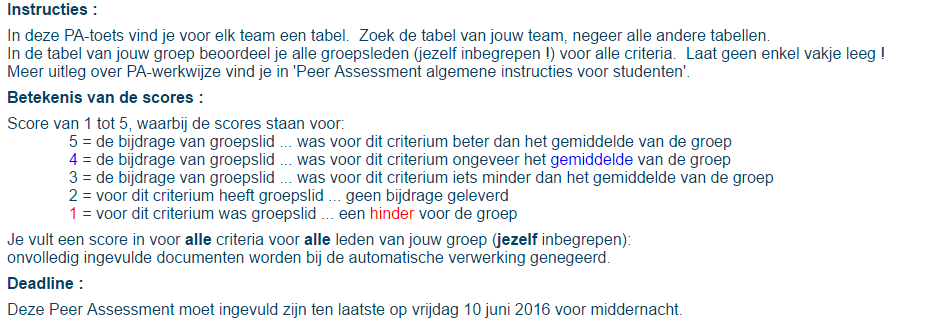 Instructies :
In deze PA-toets vind je voor elk team een tabel.  Zoek de tabel van jouw team, negeer alle andere tabellen.
In de tabel van jouw groep beoordeel je alle groepsleden (jezelf inbegrepen !) voor alle criteria.  Laat geen enkel vakje leeg !
Meer uitleg over PA-werkwijze vind je in 'Peer Assessment algemene instructies voor studenten'.
Betekenis van de scores :
Score van 1 tot 5, waarbij de scores staan voor:
5 = de bijdrage van groepslid ... was voor dit criterium beter dan het gemiddelde van de groep
4 = de bijdrage van groepslid ... was voor dit criterium ongeveer het gemiddelde van de groep
3 = de bijdrage van groepslid ... was voor dit criterium iets minder dan het gemiddelde van de groep
2 = voor dit criterium heeft groepslid ... geen bijdrage geleverd
1 = voor dit criterium was groepslid ... een hinder voor de groep
Je vult een score in voor alle criteria voor alle leden van jouw groep (jezelf inbegrepen):
onvolledig ingevulde documenten worden bij de automatische verwerking genegeerd.
Deadline :
Deze Peer Assessment moet ingevuld zijn ten laatste op vrijdag 10 juni 2016 voor middernacht.